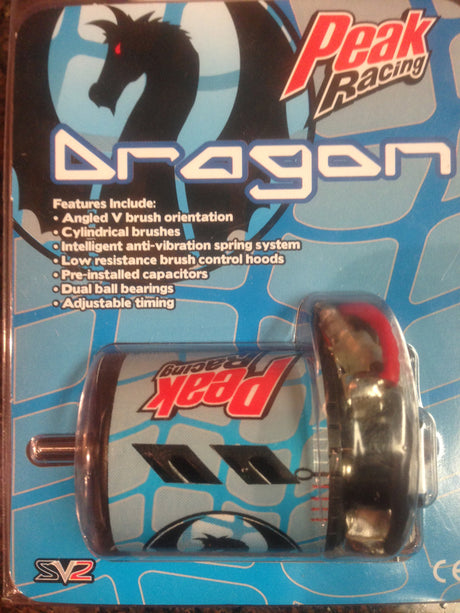 Peak
Racing
Dragon
Features Include:
• Angled V brush orientation
• Cylindrical brushes
• Intelligent anti-vibration spring system
• Low resistance brush control hoods
• Pre-installed capacitors
• Dual ball bearings
• Adjustable timing
Peak
Racing
SV2
CE